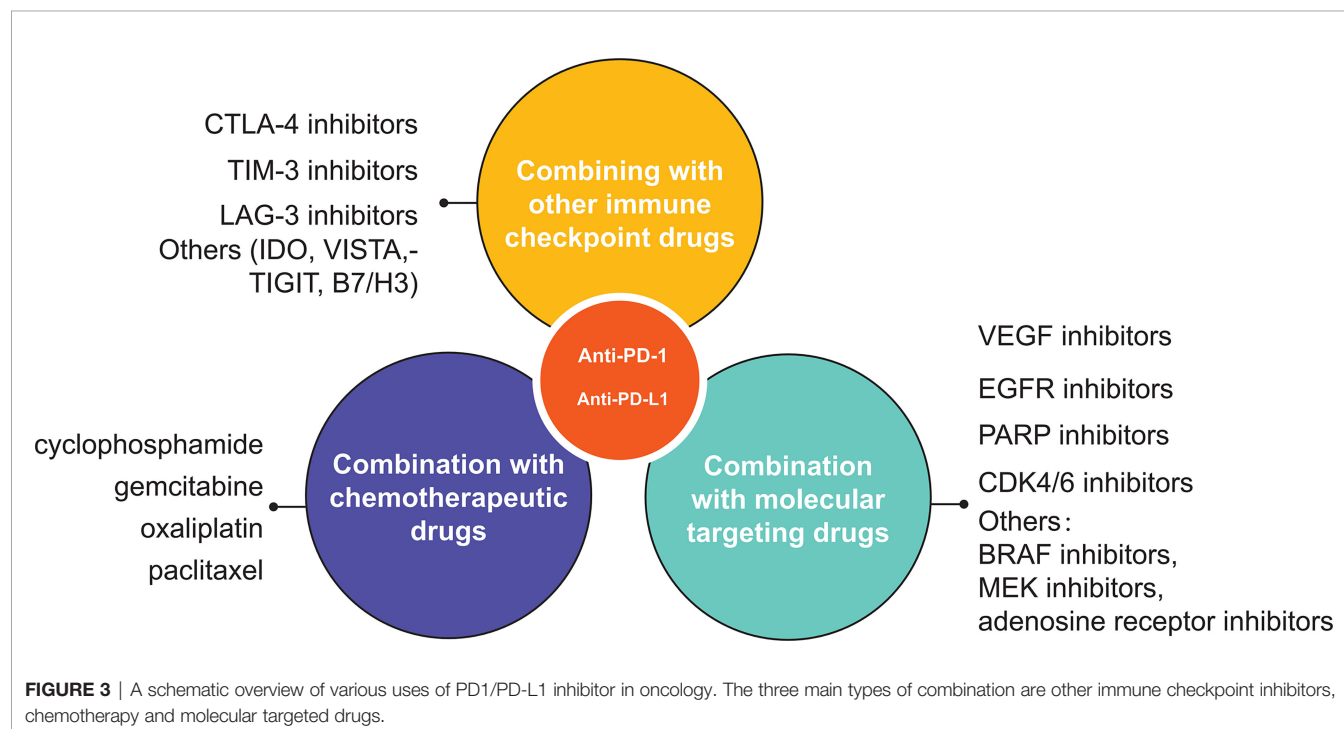 CTLA-4 inhibitors
TIM-3 inhibitors
LAG-3 inhibitors
Others (IDO, VISTA,-
TIGIT, B7/H3)
Combining with
other immune
checkpoint drugs
Anti-PD-1
Anti-PD-L1
cyclophosphamide
gemcitabine
oxaliplatin
paclitaxel
Combination with
chemotherapeutic
drugs
Combination
with molecular
targeting drugs
VEGF inhibitors
EGFR inhibitors
PARP inhibitors
CDK4/6 inhibitors
Others:
BRAF inhibitors,
MEK inhibitors,
adenosine receptor inhibitors
FIGURE 3 | A schematic overview of various uses of PD1/PD-L1 inhibitor in oncology. The three main types of combination are other immune checkpoint inhibitors,
chemotherapy and molecular targeted drugs.